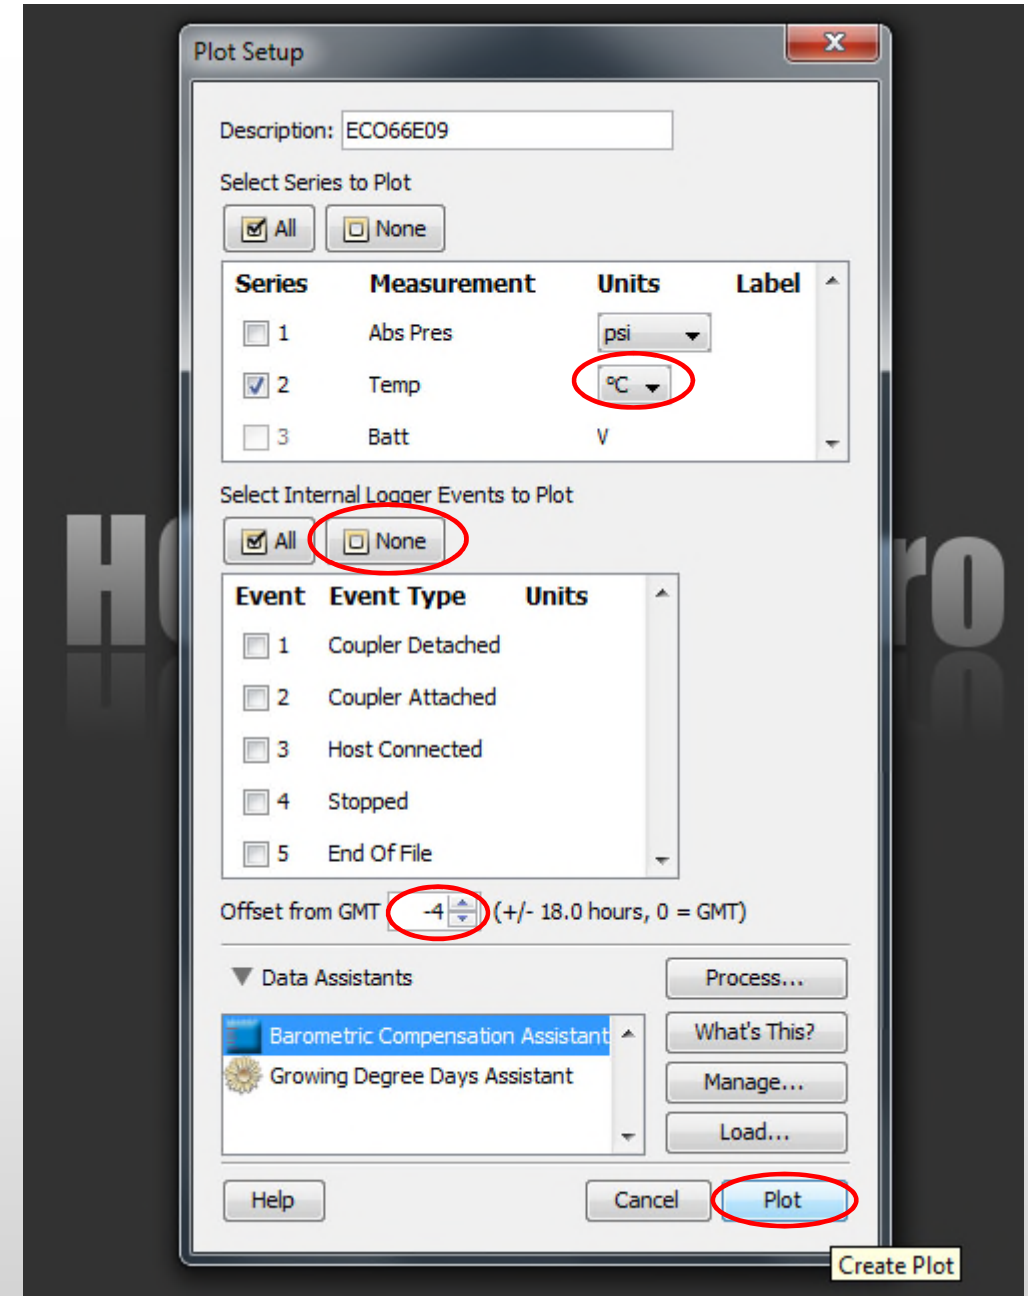 Plot Setup
x
Description: ECO66E09
Select Series to Plot
All None
Series Measurement Units Label
1 Abs Pres psi
2 Temp ºC
3 Batt V
Select Internal Logger Events to Plot
All None
Event Event Type Units
1 Coupler Detached
2 Coupler Attached
3 Host Connected
4 Stopped
5 End Of File
Offset from GMT -4 (+/- 18.0 hours, 0 = GMT)
Data Assistants Process...
Barometric Compensation Assistant What's This?
Growing Degree Days Assistant Manage...
Load...
Help Cancel Plot
Create Plot